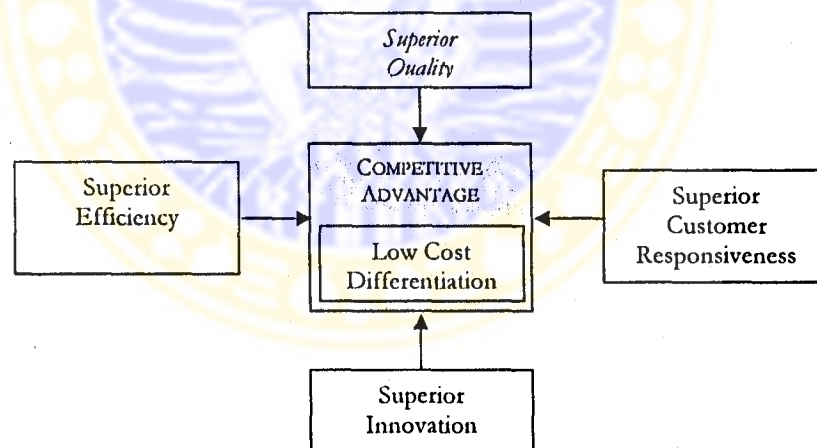 Superior
Quality
COMPETITIVE
ADVANTAGE
Superior
Efficiency
Low Cost
Differentiation
Superior
Customer
Responsiveness
Superior
Innovation